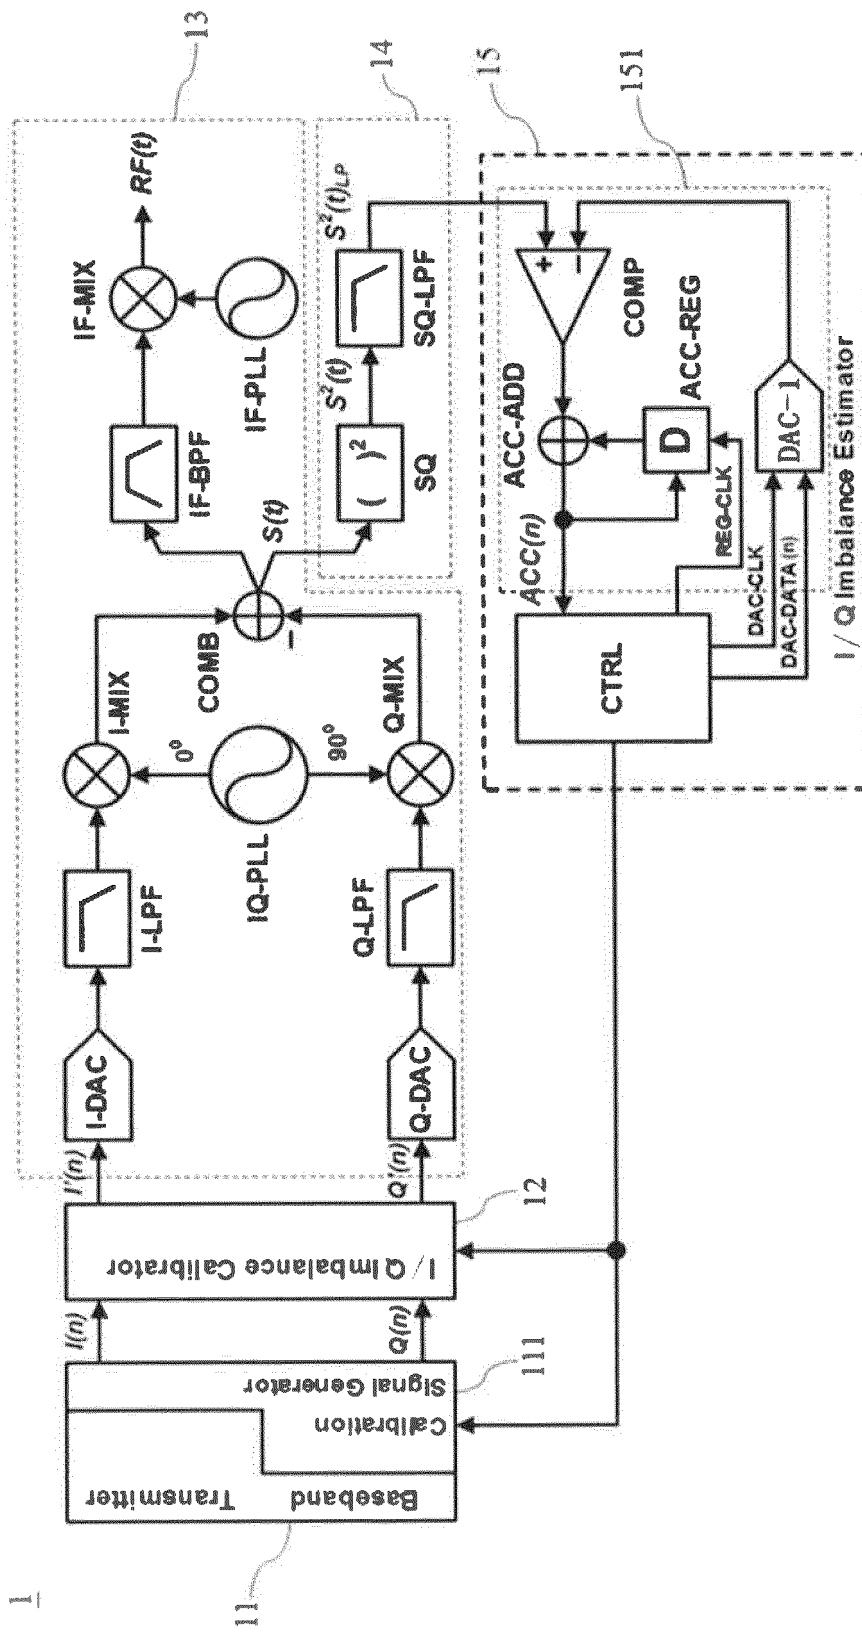 1
11
Baseband
Transmitter
Calibration
Signal Generator
111
I(n)
Q(n)
I/QImbalance Calibrator
12
I'(n)
Q'(n)
I-DAC
Q-DAC
I-LPF
Q-LPF
I-MIX
0°
IQ-PLL
90°
Q-MIX
COMB
−
S(t)
IF-BPF
IF-MIX
IF-PLL
RF(t)
13
( )²
SQ
S²(t)
SQ-LPF
S²(t)LP
14
15
151
+
−
COMP
ACC-ADD
ACC-REG
D
ACC(n)
REG-CLK
CTRL
DAC-CLK
DAC-DATA(n)
DAC-1
I/Q Imbalance Estimator